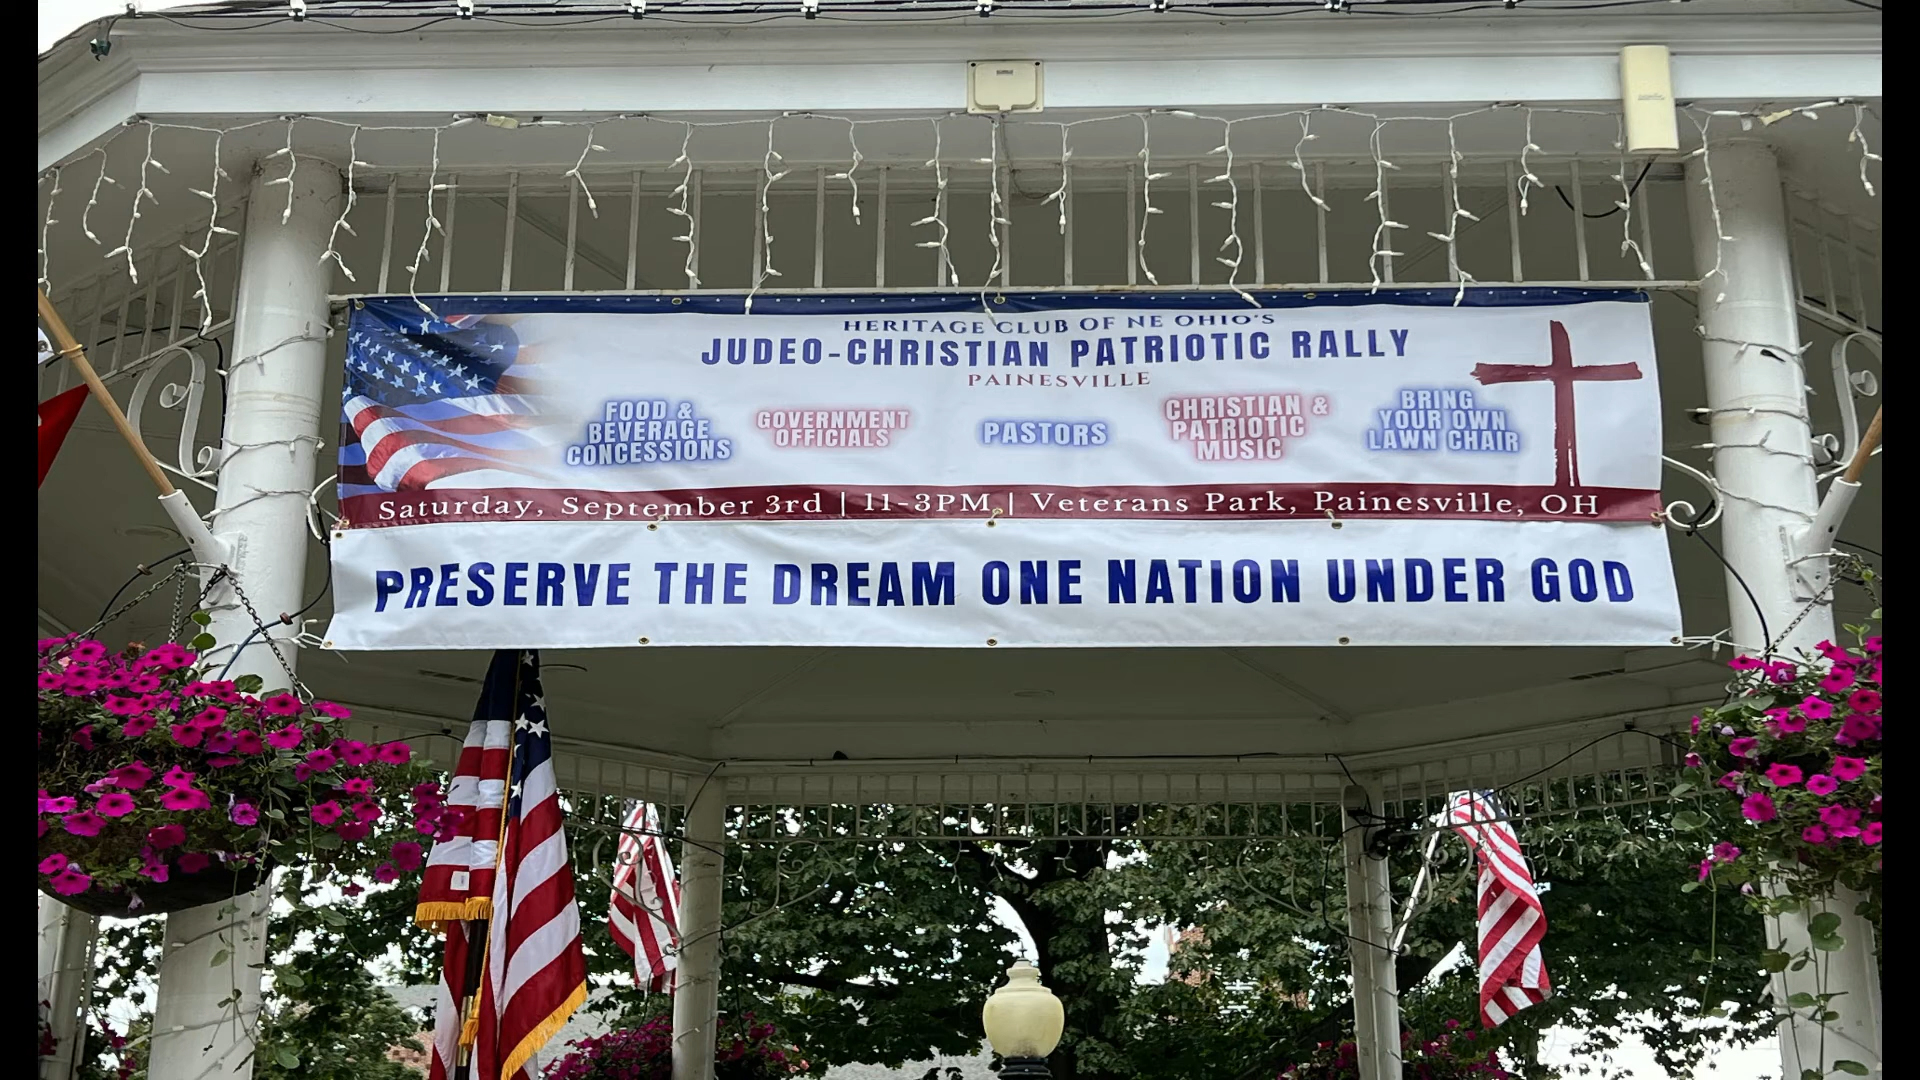 HERITAGE CLUB OF NE OHIO'S
JUDEO-CHRISTIAN PATRIOTIC RALLY
PAINESVILLE
FOOD &
BEVERAGE
CONCESSIONS
GOVERNMENT
OFFICIALS
PASTORS
CHRISTIAN &
PATRIOTIC
MUSIC
BRING
YOUR OWN
LAWN CHAIR
Saturday, September 3rd | 11-3PM | Veterans Park, Painesville, OH
PRESERVE THE DREAM ONE NATION UNDER GOD